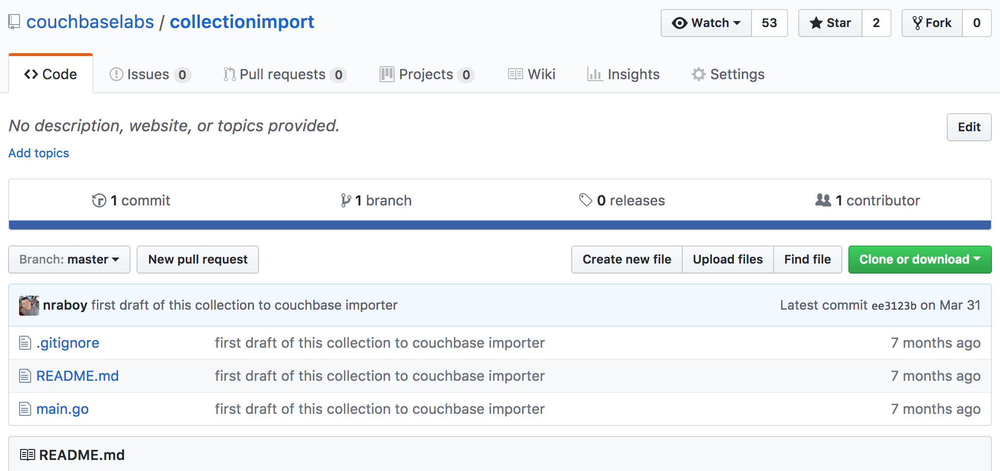 couchbaselabs / collectionimport
Watch 53 Star 2 Fork 0
Code Issues 0 Pull requests 0 Projects 0 Wiki Insights Settings
No description, website, or topics provided.
Edit
Add topics
1 commit 1 branch 0 releases 1 contributor
Branch: master New pull request Create new file Upload files Find file Clone or download
nraboy first draft of this collection to couchbase importer Latest commit ee3123b on Mar 31
.gitignore first draft of this collection to couchbase importer 7 months ago
README.md first draft of this collection to couchbase importer 7 months ago
main.go first draft of this collection to couchbase importer 7 months ago
README.md